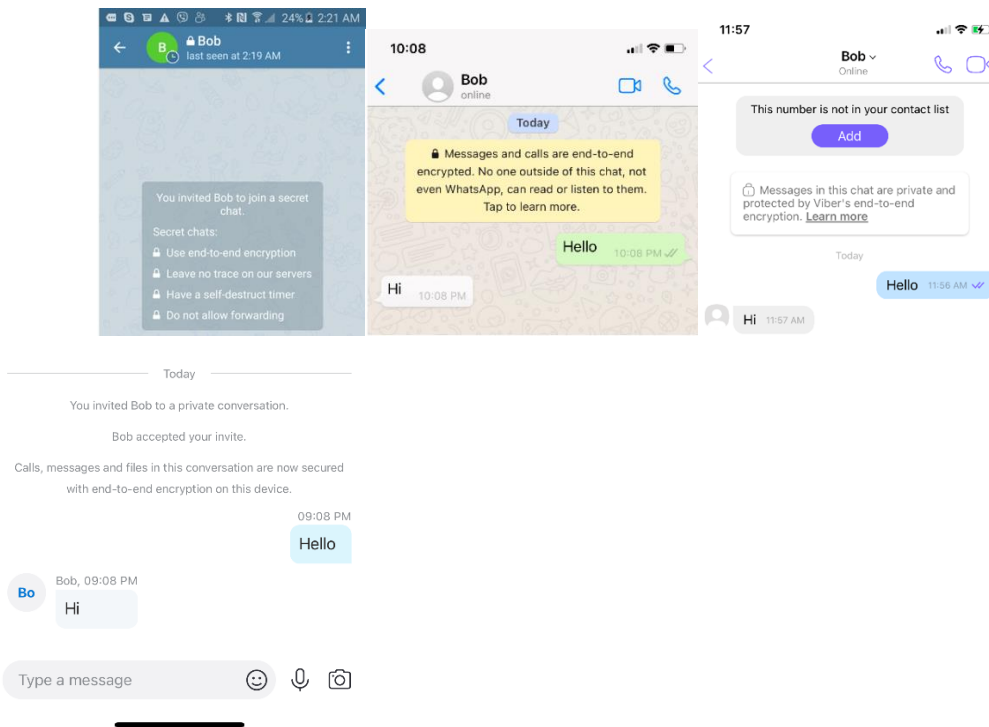 24% 2:21 AM
B
Bob
last seen at 2:19 AM
You invited Bob to join a secret
chat.
Secret chats:
Use end-to-end encryption
Leave no trace on our servers
Have a self-destruct timer
Do not allow forwarding
10:08
Bob
online
Today
Messages and calls are end-to-end
encrypted. No one outside of this chat, not
even WhatsApp, can read or listen to them.
Tap to learn more.
Hello 10:08 PM
Hi 10:08 PM
11:57
Bob
Online
This number is not in your contact list
Add
Messages in this chat are private and
protected by Viber's end-to-end
encryption. Learn more
Today
Hello 11:56 AM
Hi 11:57 AM
Today
You invited Bob to a private conversation.
Bob accepted your invite.
Calls, messages and files in this conversation are now secured
with end-to-end encryption on this device.
09:08 PM
Hello
Bob, 09:08 PM
Bo
Hi
Type a message